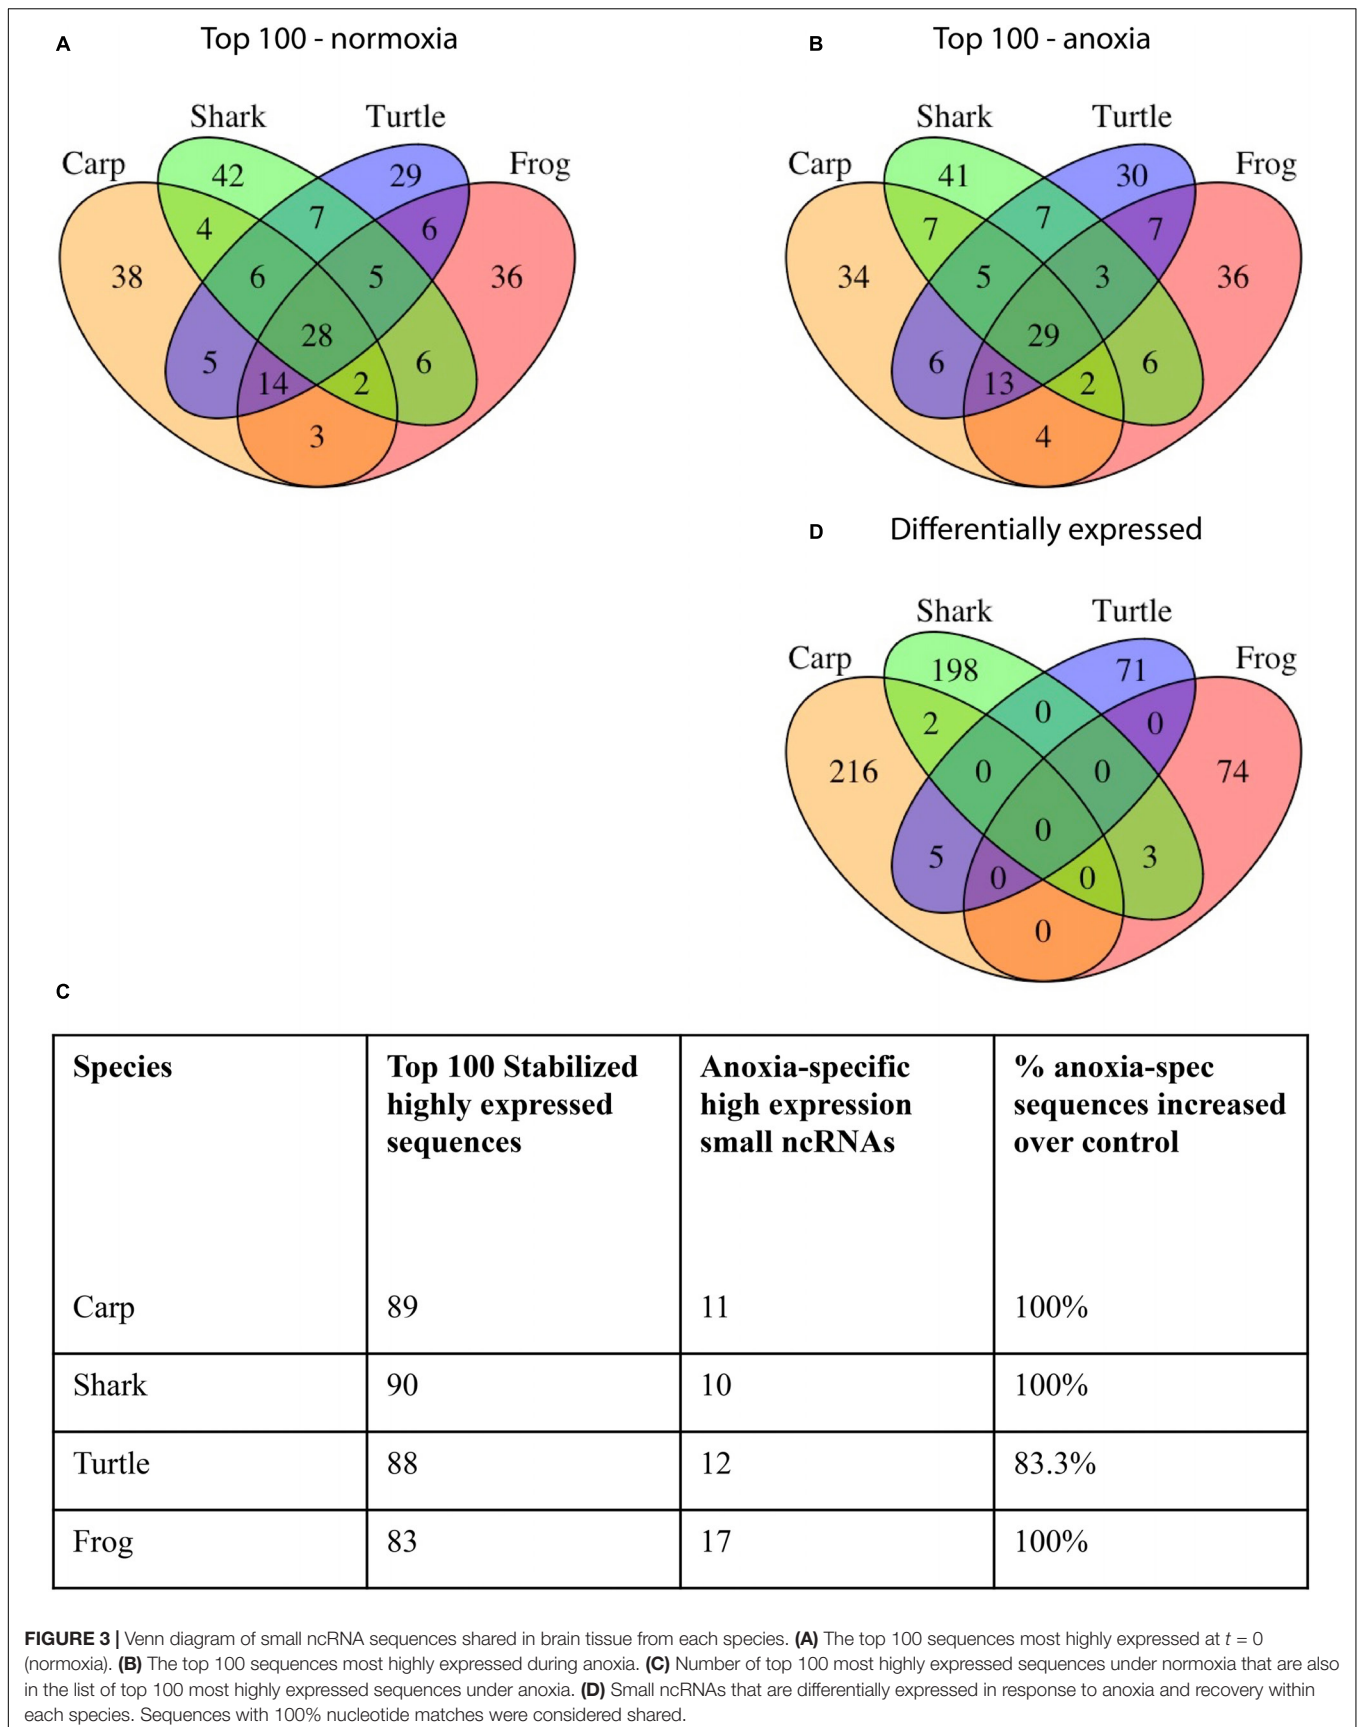 A Top 100 - normoxia
Shark Turtle
Carp Frog
42 29
4 7 6
38 6 5 36
28
5 14 2 6
3
B Top 100 - anoxia
Shark Turtle
Carp Frog
41 30
7 7 7
34 5 3 36
29
6 13 2 6
4
D Differentially expressed
Shark Turtle
Carp Frog
198 71
2 0 0
216 0 0 74
0
5 0 0 3
0
C
Species Top 100 Stabilized Anoxia-specific % anoxia-spec
highly expressed high expression sequences increased
sequences small ncRNAs over control
Carp 89 11 100%
Shark 90 10 100%
Turtle 88 12 83.3%
Frog 83 17 100%
FIGURE 3 | Venn diagram of small ncRNA sequences shared in brain tissue from each species. (A) The top 100 sequences most highly expressed at t = 0
(normoxia). (B) The top 100 sequences most highly expressed during anoxia. (C) Number of top 100 most highly expressed sequences under normoxia that are also
in the list of top 100 most highly expressed sequences under anoxia. (D) Small ncRNAs that are differentially expressed in response to anoxia and recovery within
each species. Sequences with 100% nucleotide matches were considered shared.